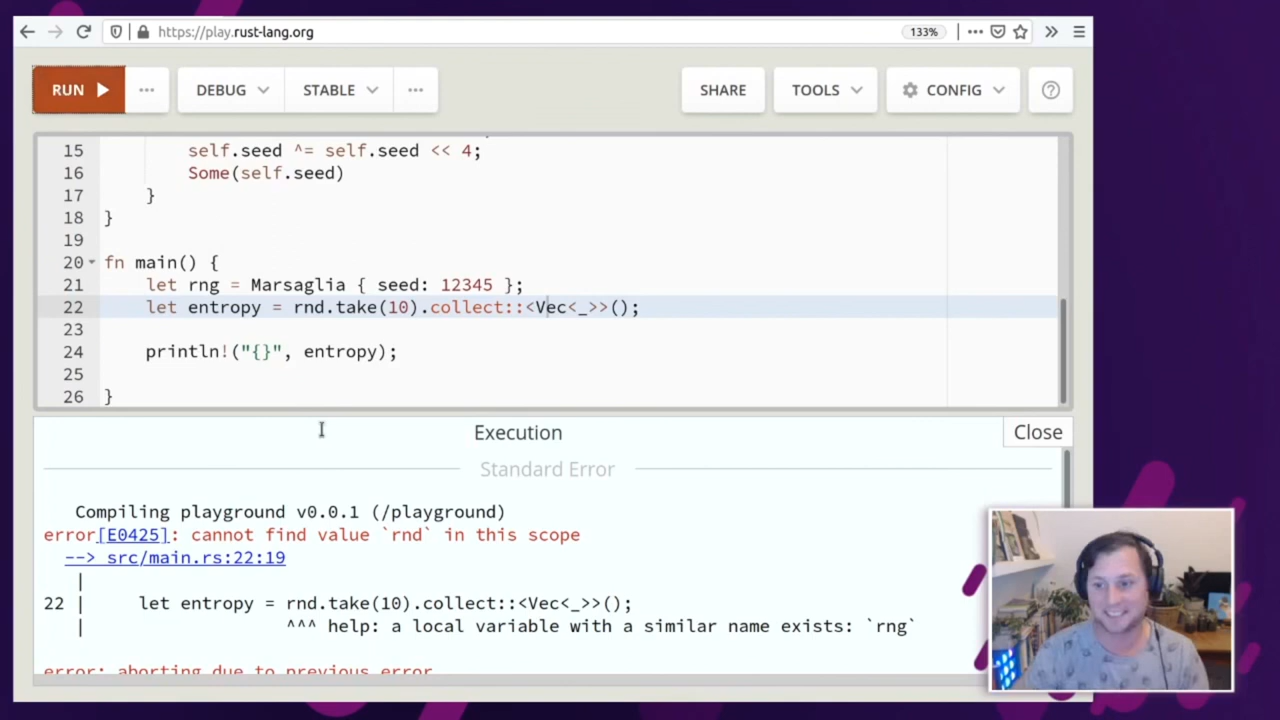 https://play.rust-lang.org
133%
RUN
DEBUG
STABLE
SHARE
TOOLS
CONFIG
15 self.seed ^= self.seed << 4;
16 Some(self.seed)
17 }
18 }
19
20 fn main() {
21 let rng = Marsaglia { seed: 12345 };
22 let entropy = rnd.take(10).collect::<Vec<_>>();
23
24 println!("{}", entropy);
25
26 }
Execution
Close
Standard Error
Compiling playground v0.0.1 (/playground)
error[E0425]: cannot find value `rnd` in this scope
--> src/main.rs:22:19
|
22 | let entropy = rnd.take(10).collect::<Vec<_>>();
| ^^^ help: a local variable with a similar name exists: `rng`
error: aborting due to previous error